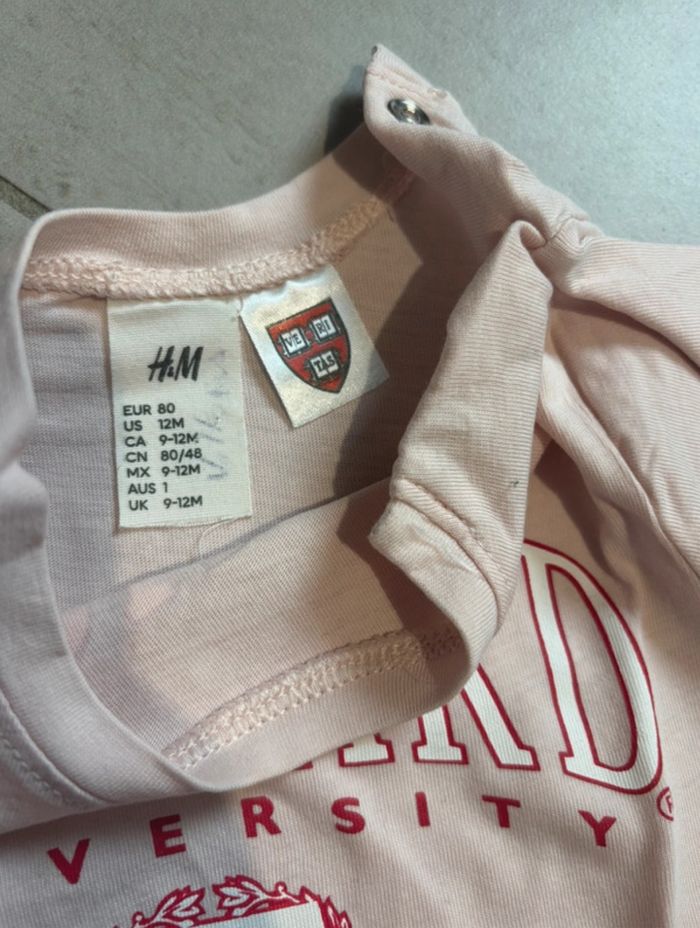 H&M
EUR 80
US 12M
CA 9-12M
CN 80/48
MX 9-12M
AUS 1
UK 9-12M
VE RI
TAS
RD
VERSITY
®